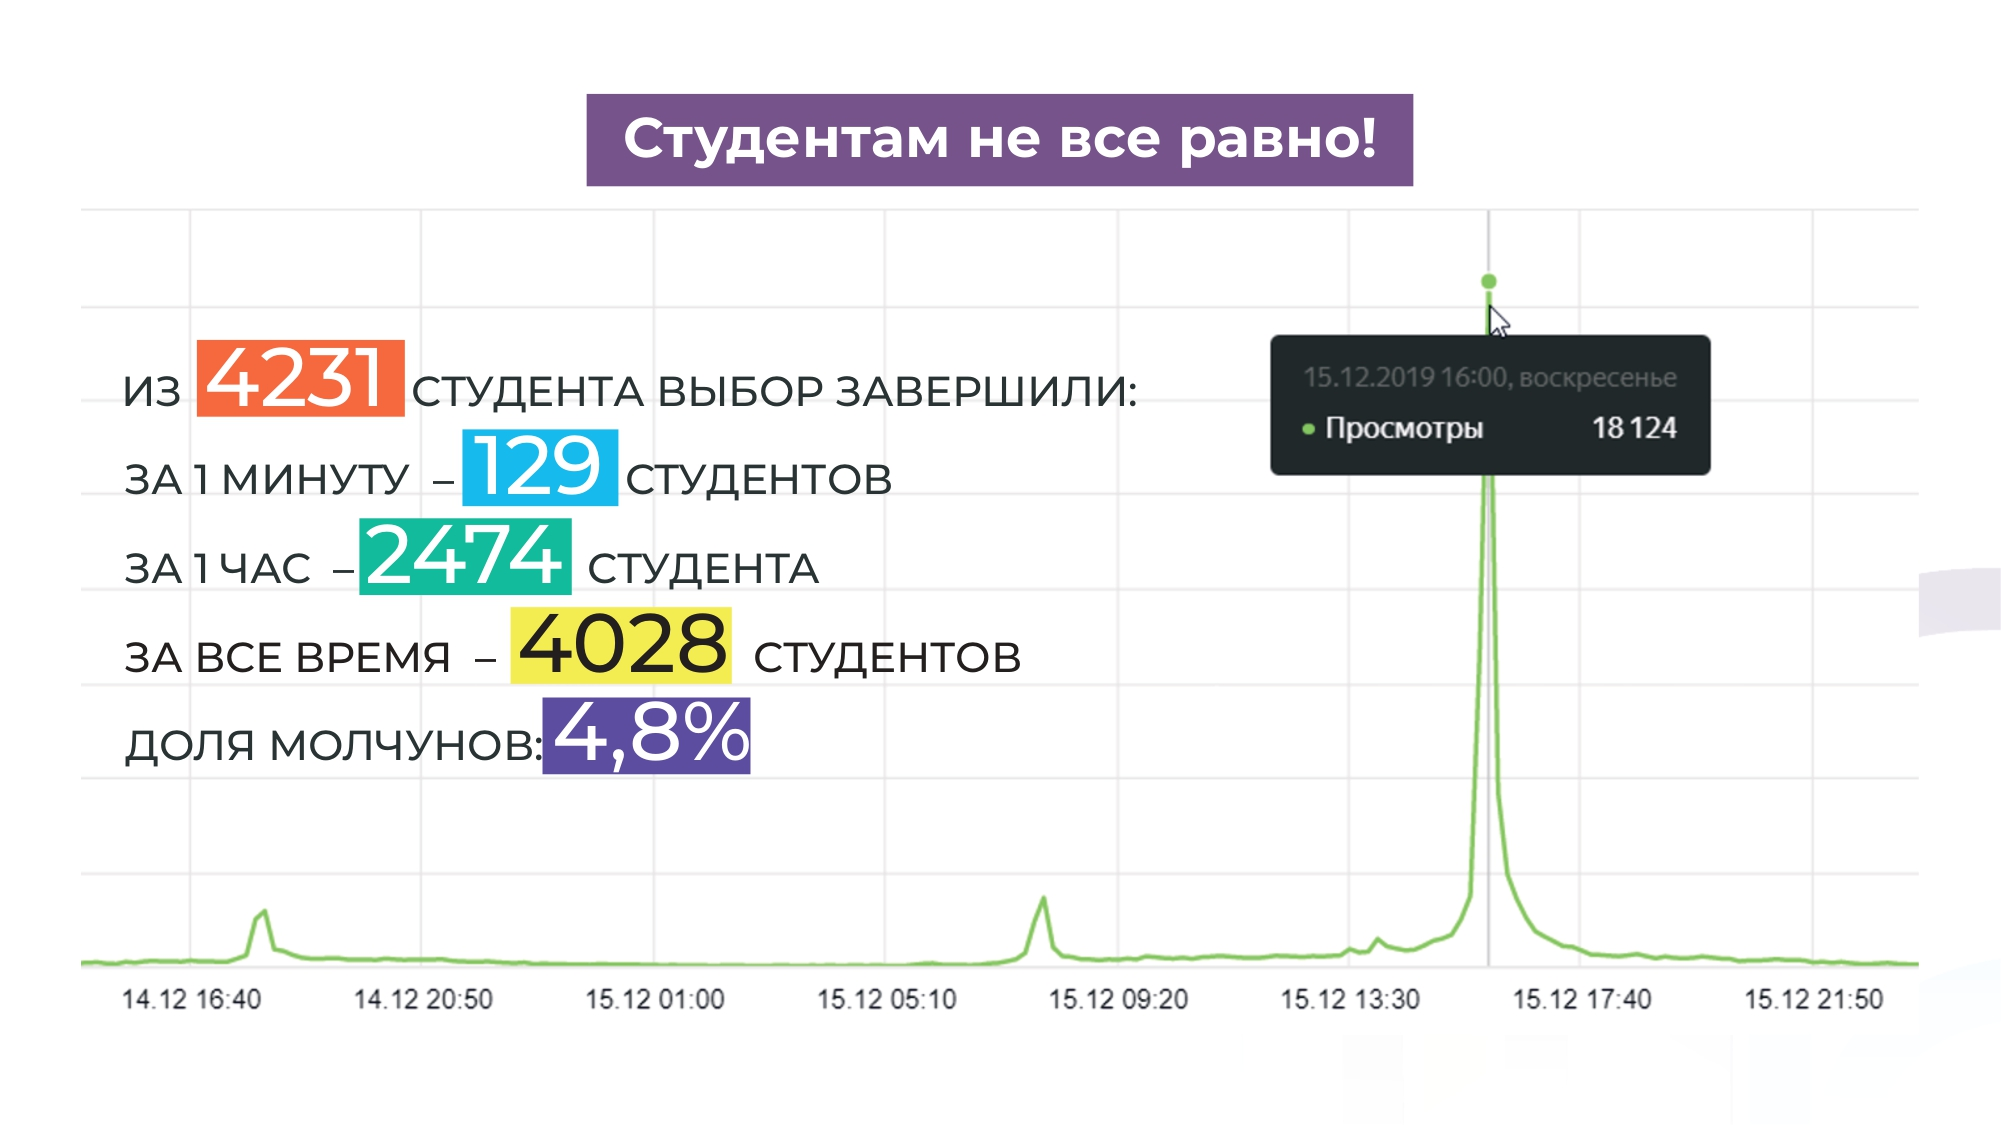 Студентам не все равно!
ИЗ 4231 СТУДЕНТА ВЫБОР ЗАВЕРШИЛИ:
ЗА 1 МИНУТУ – 129 СТУДЕНТОВ
ЗА 1 ЧАС – 2474 СТУДЕНТА
ЗА ВСЕ ВРЕМЯ – 4028 СТУДЕНТОВ
ДОЛЯ МОЛЧУНОВ: 4,8%
15.12.2019 16:00, воскресенье
Просмотры 18 124
14.12 16:40 14.12 20:50 15.12 01:00 15.12 05:10 15.12 09:20 15.12 13:30 15.12 17:40 15.12 21:50